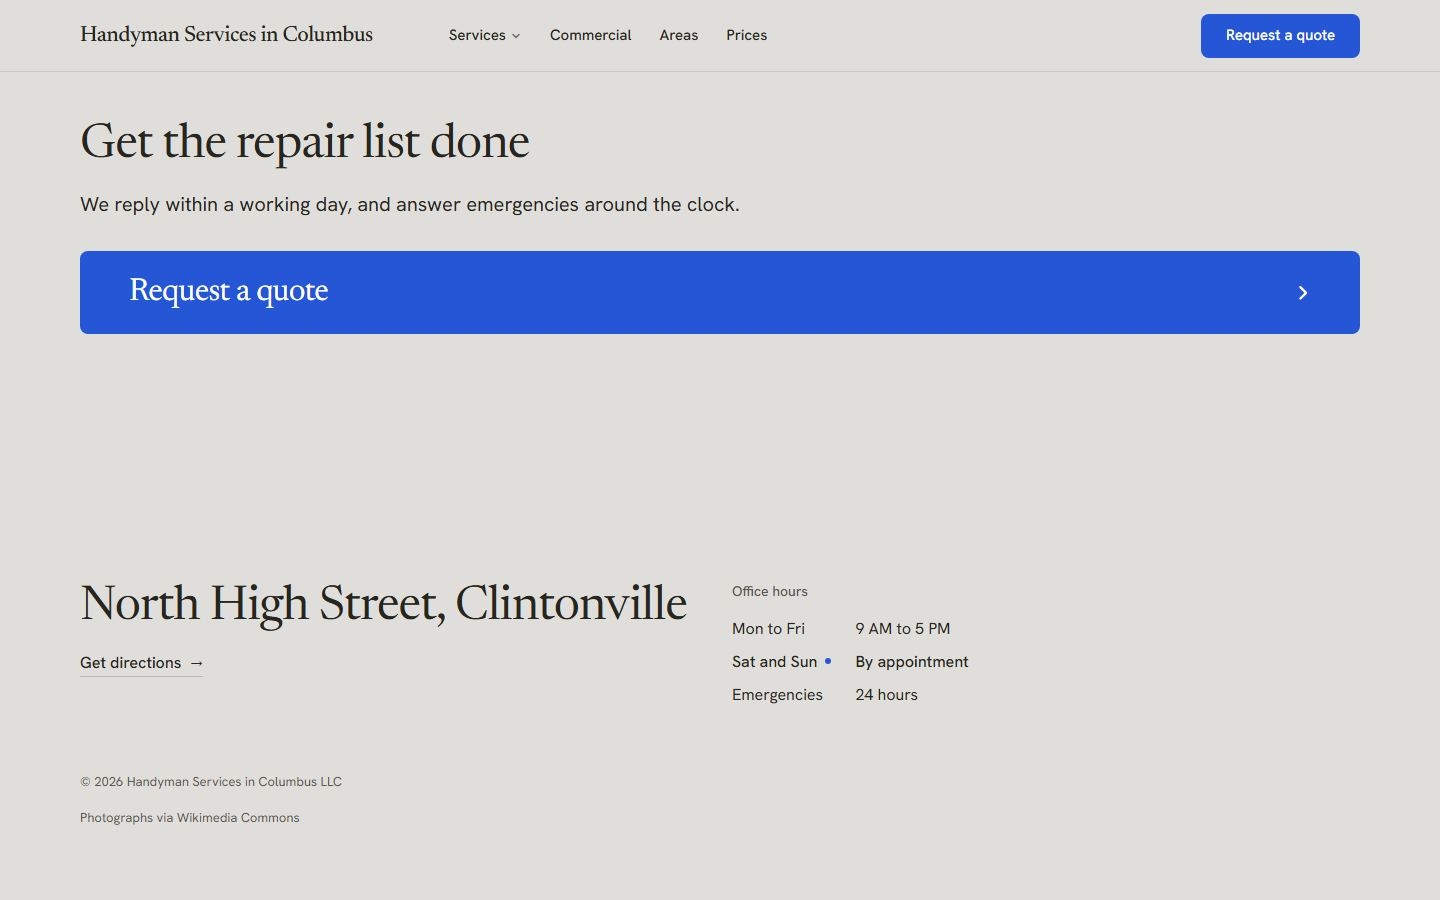 Handyman Services in Columbus
Services
Commercial
Areas
Prices
Request a quote
Get the repair list done
We reply within a working day, and answer emergencies around the clock.
Request a quote
North High Street, Clintonville
Get directions →
Office hours
Mon to Fri 9 AM to 5 PM
Sat and Sun By appointment
Emergencies 24 hours
© 2026 Handyman Services in Columbus LLC
Photographs via Wikimedia Commons